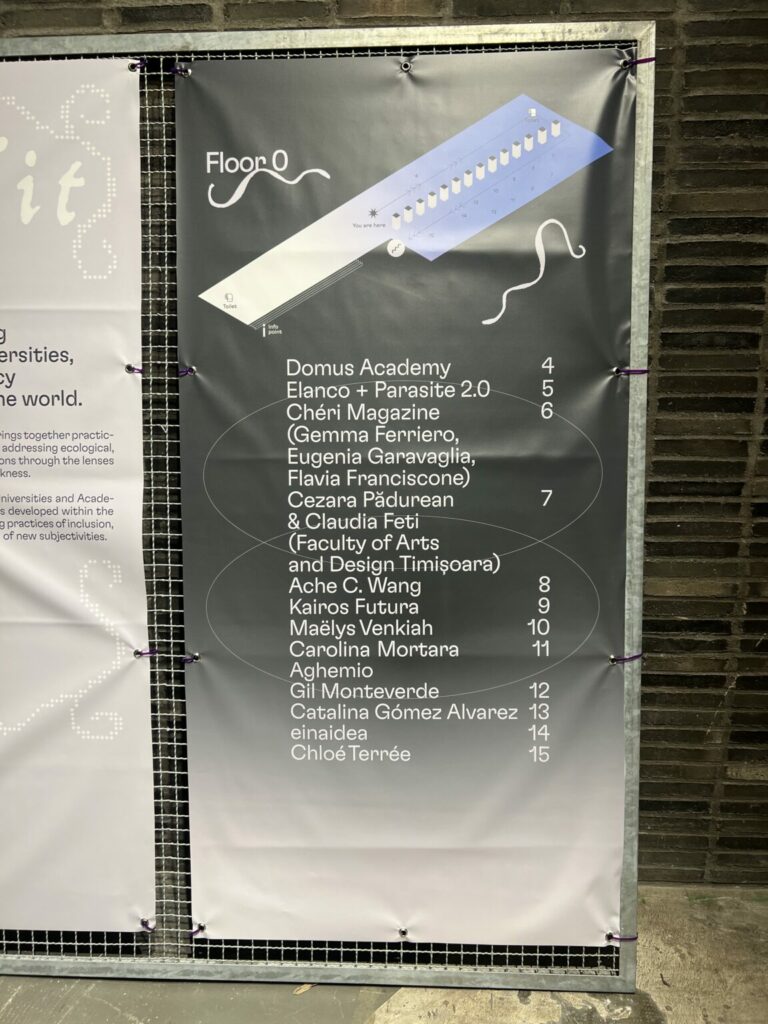 it
g
ersities,
cy
he world.
rings together practic-
addressing ecological,
ons through the lenses
kness.
niversities and Acade-
s developed within the
g practices of inclusion,
of new subjectivities.
Floor 0
You are here
Toilet
info
point
Domus Academy 4
Elanco + Parasite 2.0 5
Chéri Magazine 6
(Gemma Ferriero,
Eugenia Garavaglia,
Flavia Franciscone)
Cezara Pădurean 7
& Claudia Feti
(Faculty of Arts
and Design Timișoara)
Ache C. Wang 8
Kairos Futura 9
Maëlys Venkiah 10
Carolina Mortara 11
Aghemio
Gil Monteverde 12
Catalina Gómez Alvarez 13
einaidea 14
Chloé Terrée 15